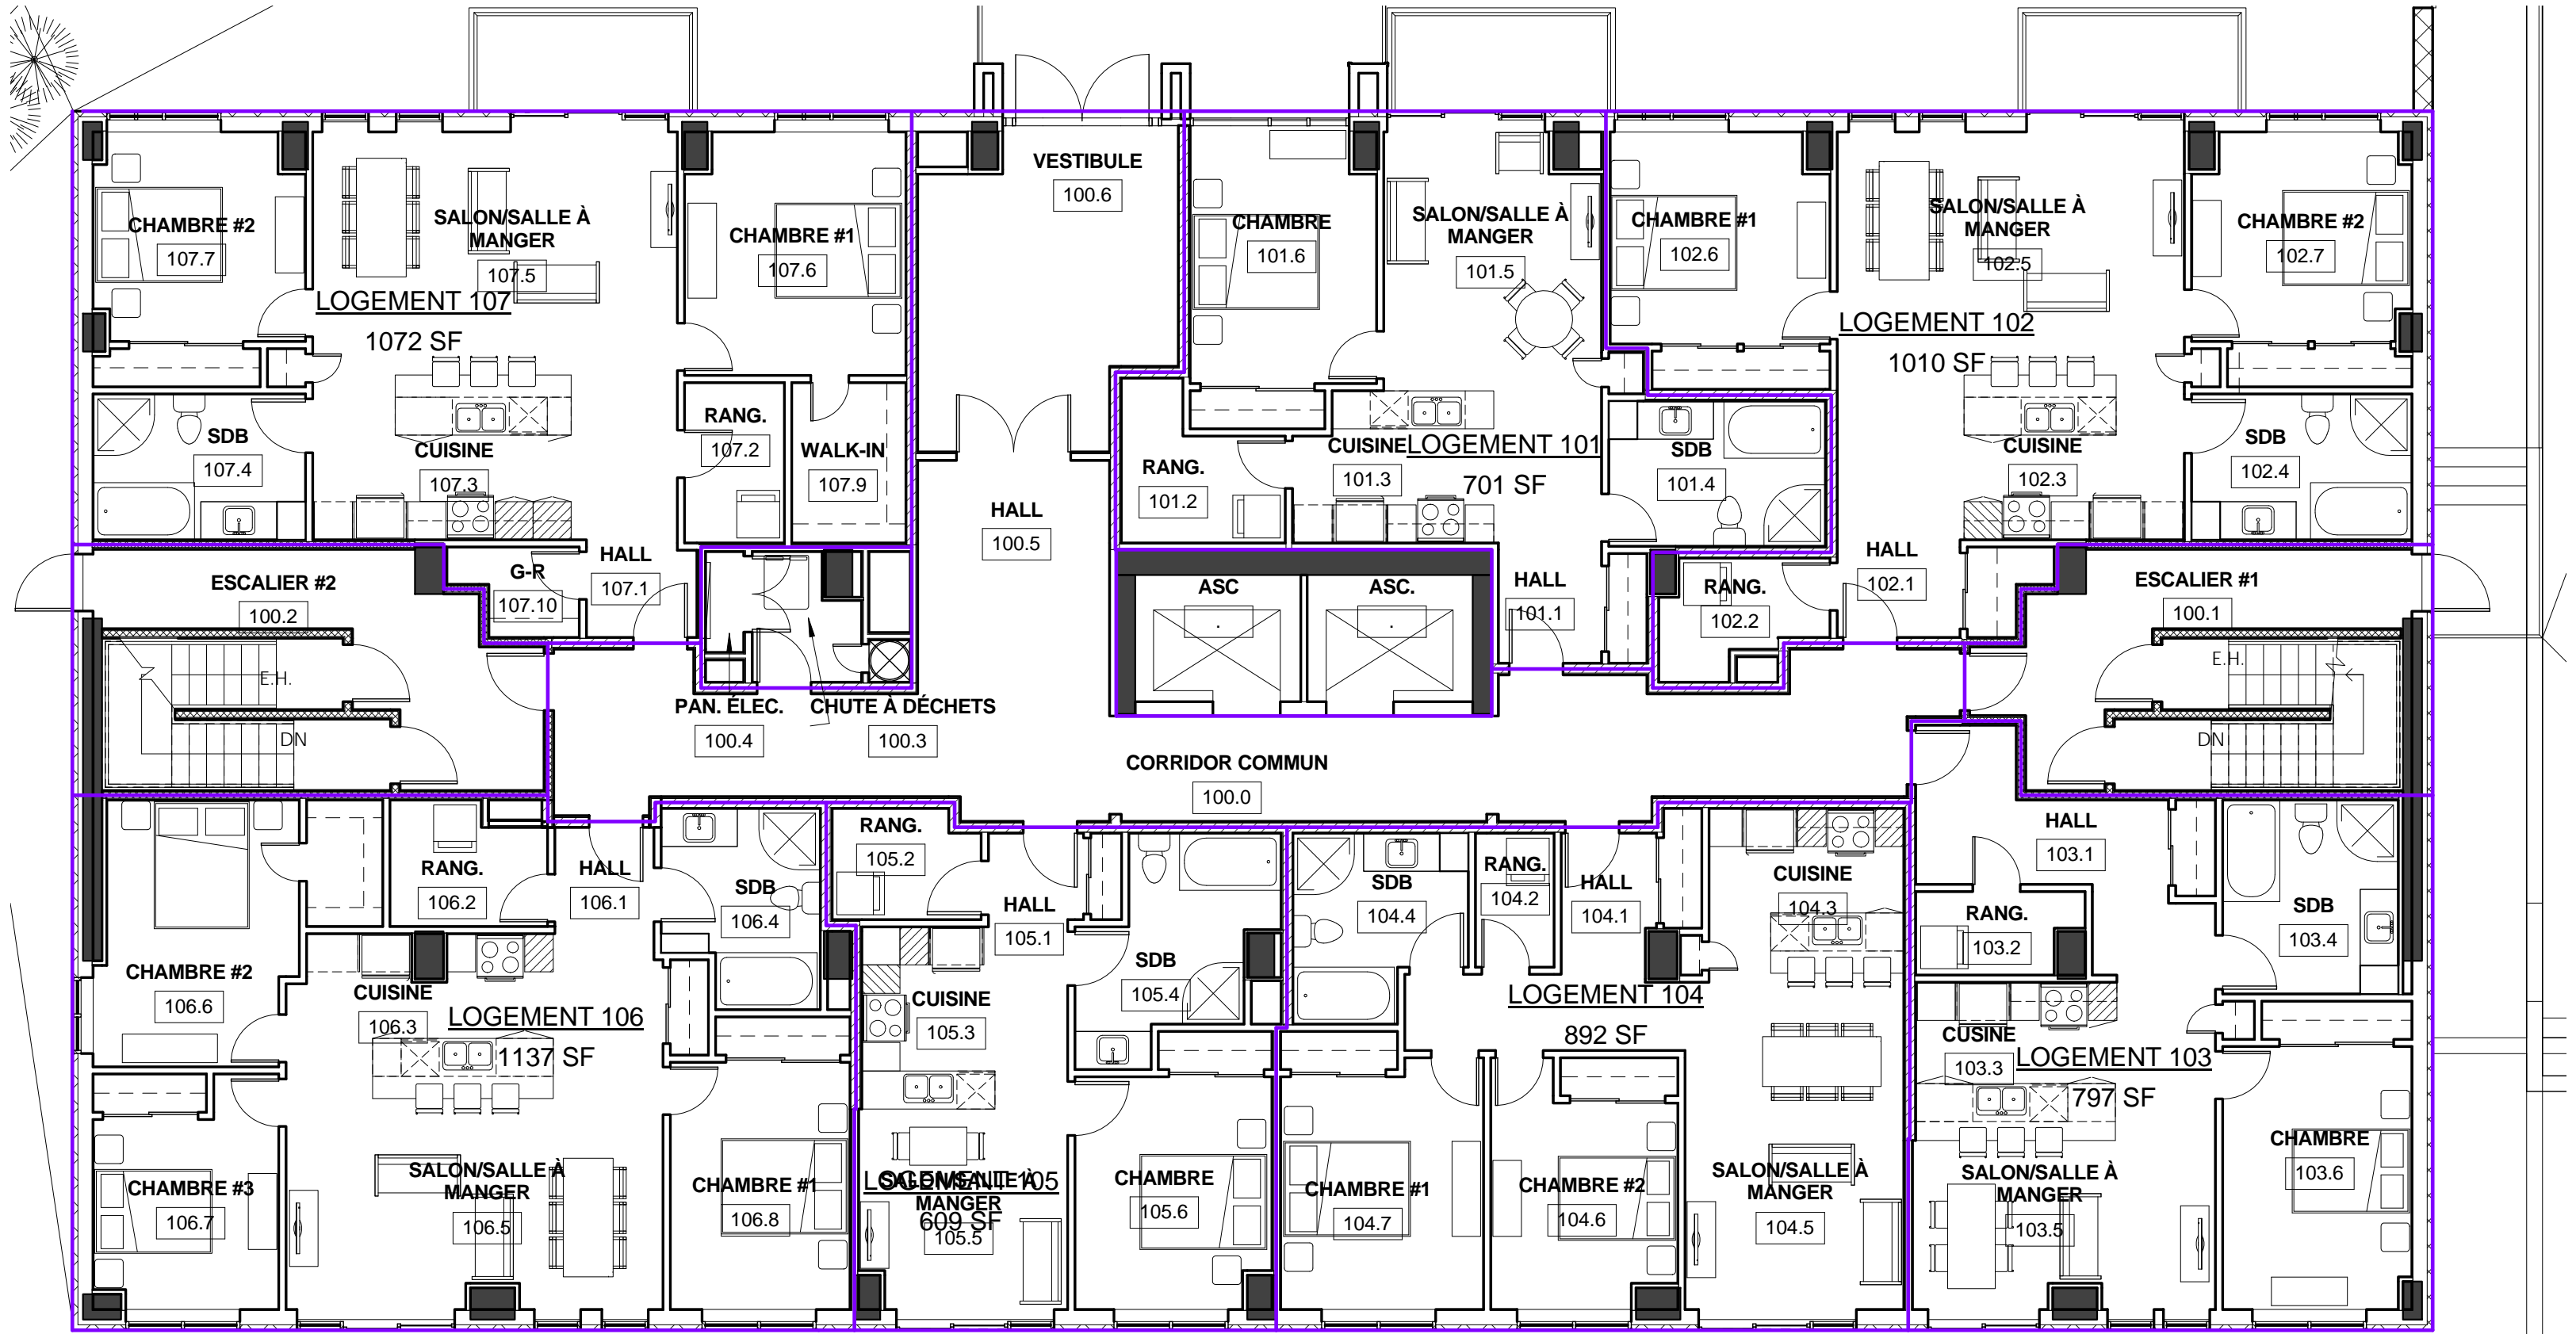 VESTIBULE
100.6
CHAMBRE #2
107.7
SALON/SALLE À
MANGER
107.5
LOGEMENT 107
1072 SF
CHAMBRE #1
107.6
CHAMBRE
101.6
SALON/SALLE À
MANGER
101.5
CHAMBRE #1
102.6
SALON/SALLE À
MANGER
102.5
LOGEMENT 102
1010 SF
CHAMBRE #2
102.7
SDB
107.4
CUISINE
107.3
RANG.
107.2
WALK-IN
107.9
HALL
100.5
RANG.
101.2
CUISINE
101.3
LOGEMENT 101
701 SF
SDB
101.4
CUISINE
102.3
SDB
102.4
ESCALIER #2
100.2
G-R
107.10
HALL
107.1
ASC
ASC.
HALL
101.1
RANG.
102.2
HALL
102.1
ESCALIER #1
100.1
E.H.
DN
E.H.
DN
PAN. ÉLEC.
100.4
CHUTE À DÉCHETS
100.3
CORRIDOR COMMUN
100.0
RANG.
106.2
HALL
106.1
SDB
106.4
RANG.
105.2
HALL
105.1
SDB
104.4
RANG.
104.2
HALL
104.1
CUISINE
104.3
HALL
103.1
RANG.
103.2
SDB
103.4
CHAMBRE #2
106.6
CUISINE
106.3
LOGEMENT 106
1137 SF
CUISINE
105.3
SDB
105.4
LOGEMENT 104
892 SF
CUISINE
103.3
LOGEMENT 103
797 SF
CHAMBRE #3
106.7
SALON/SALLE À
MANGER
106.5
CHAMBRE #1
106.8
LOGEMENT 105
SALON/SALLE À
MANGER
609 SF
105.5
CHAMBRE
105.6
CHAMBRE #1
104.7
CHAMBRE #2
104.6
SALON/SALLE À
MANGER
104.5
SALON/SALLE À
MANGER
103.5
CHAMBRE
103.6